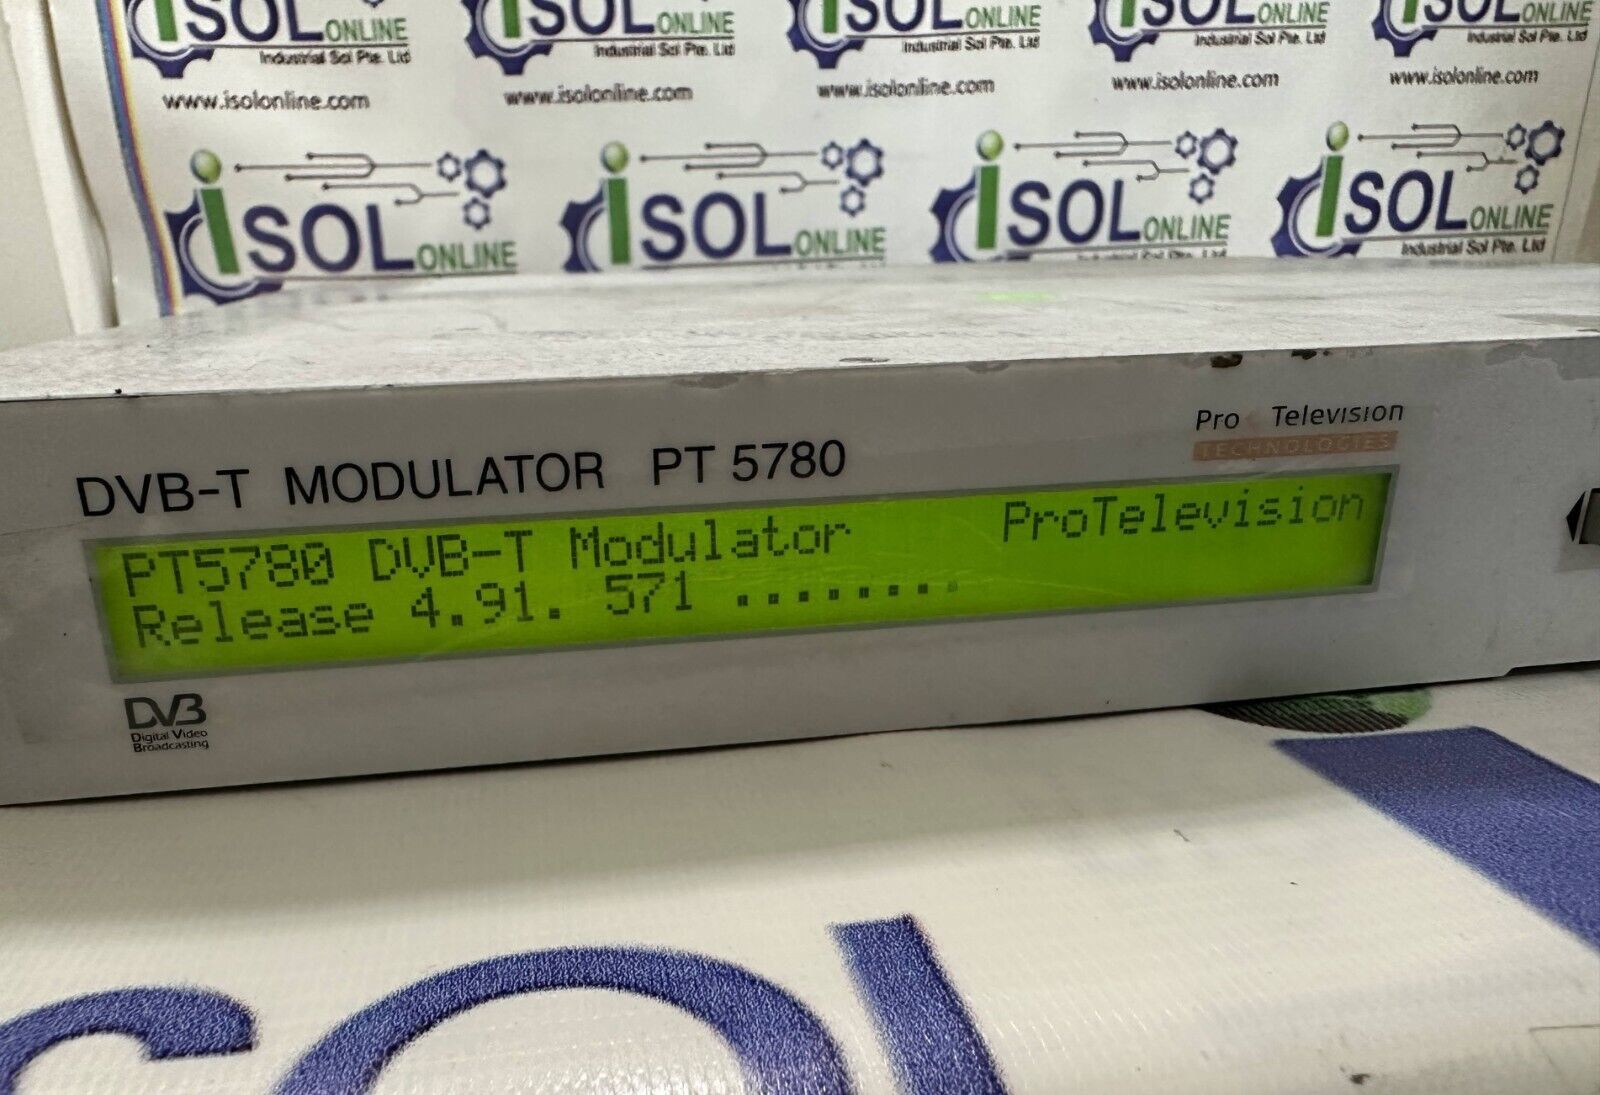 iSOL ONLINE iSOL ONLINE iSOL ONLINE iSOL ONLINE iSOL ONLINE
Industrial Sol Pte. Ltd Industrial Sol Pte. Ltd Industrial Sol Pte. Ltd Industrial Sol Pte. Ltd Industrial Sol Pte. Ltd
www.isolonline.com www.isolonline.com www.isolonline.com www.isolonline.com www.isolonline.com
iSOL ONLINE iSOL ONLINE iSOL ONLINE iSOL ONLINE
Industrial Sol Pte. Ltd
Pro Television
TECHNOLOGIES
DVB-T MODULATOR PT 5780
PT5780 DVB-T Modulator ProTelevision
Release 4.91. 571 ........
DVB
Digital Video
Broadcasting